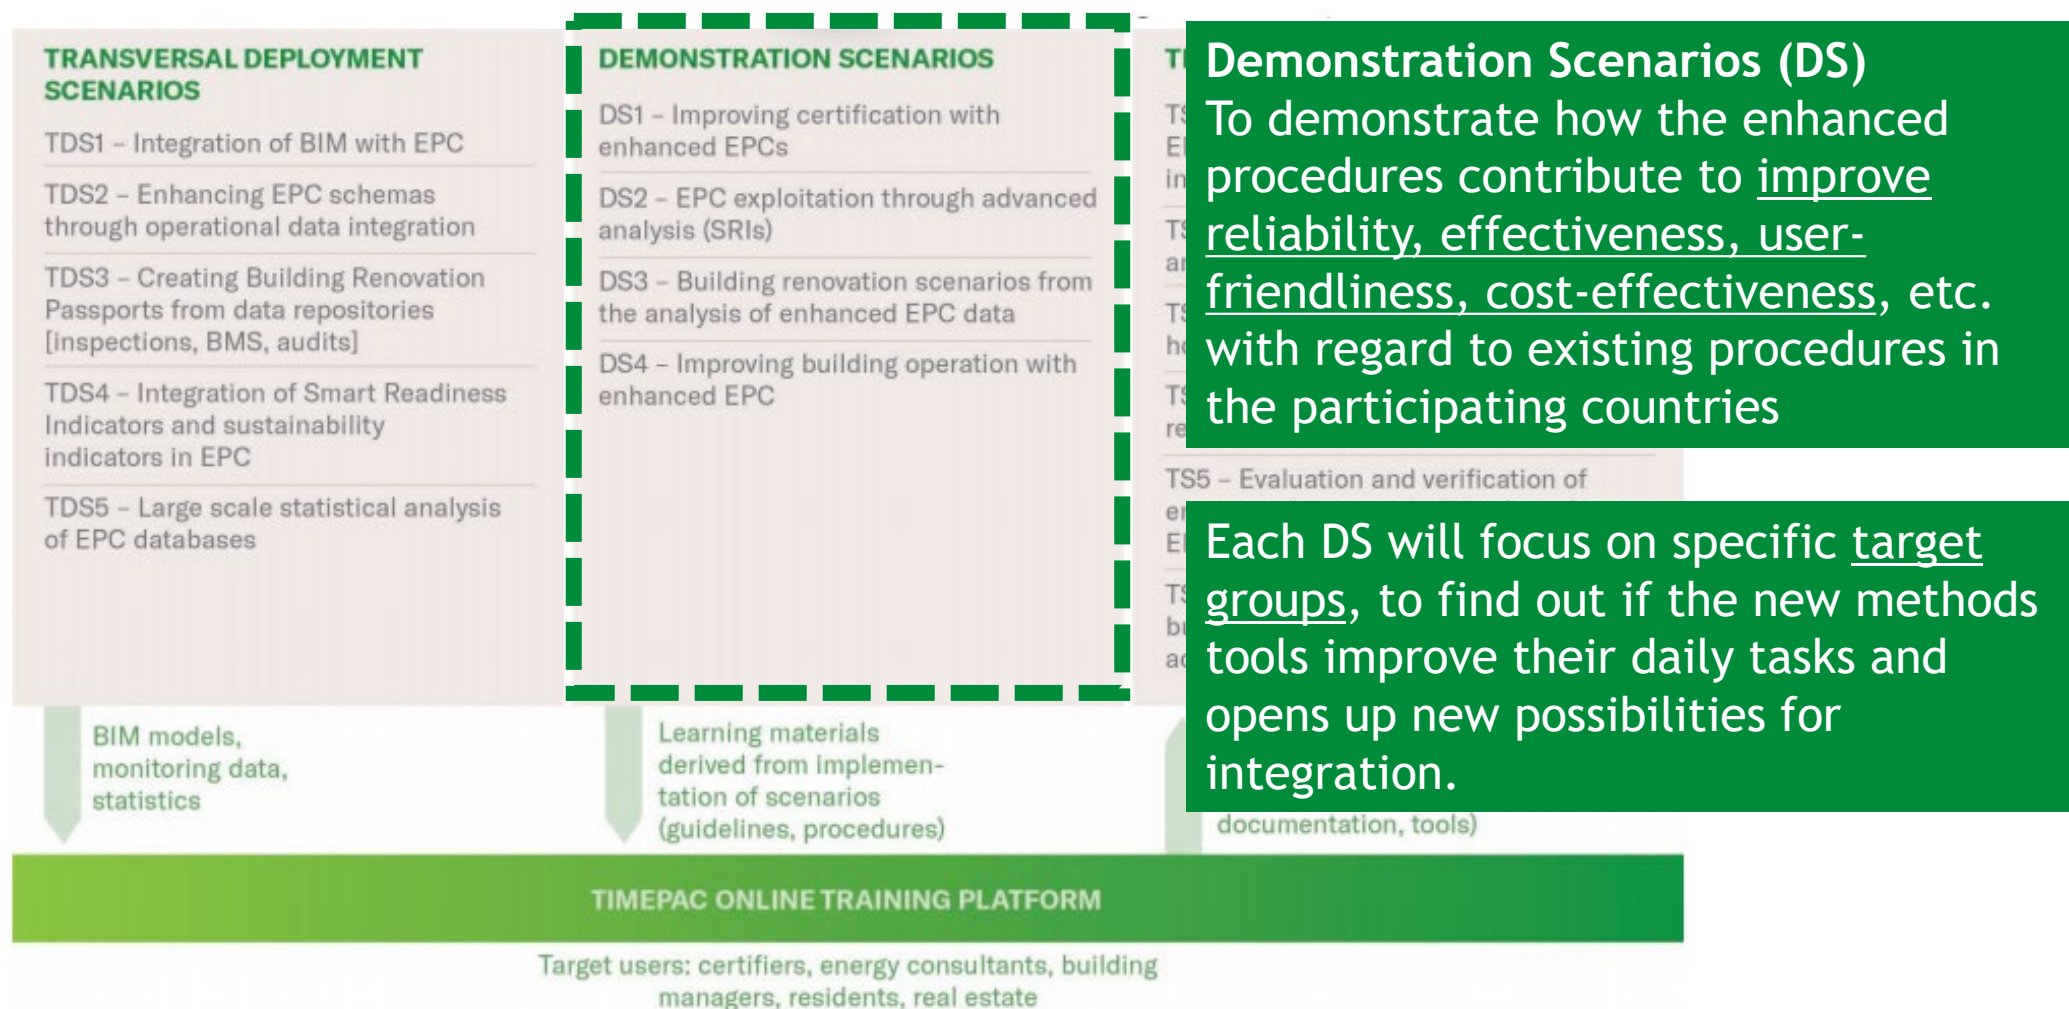 TRANSVERSAL DEPLOYMENT
SCENARIOS
TDS1 – Integration of BIM with EPC
TDS2 – Enhancing EPC schemas
through operational data integration
TDS3 – Creating Building Renovation
Passports from data repositories
[inspections, BMS, audits]
TDS4 – Integration of Smart Readiness
Indicators and sustainability
indicators in EPC
TDS5 – Large scale statistical analysis
of EPC databases
DEMONSTRATION SCENARIOS
DS1 – Improving certification with
enhanced EPCs
DS2 – EPC exploitation through advanced
analysis (SRIs)
DS3 – Building renovation scenarios from
the analysis of enhanced EPC data
DS4 – Improving building operation with
enhanced EPC
Demonstration Scenarios (DS)
To demonstrate how the enhanced
procedures contribute to improve
reliability, effectiveness, user-
friendliness, cost-effectiveness, etc.
with regard to existing procedures in
the participating countries
TS5 – Evaluation and verification of
Each DS will focus on specific target
groups, to find out if the new methods
tools improve their daily tasks and
opens up new possibilities for
integration.
BIM models,
monitoring data,
statistics
Learning materials
derived from implemen-
tation of scenarios
(guidelines, procedures)
documentation, tools)
TIMEPAC ONLINE TRAINING PLATFORM
Target users: certifiers, energy consultants, building
managers, residents, real estate